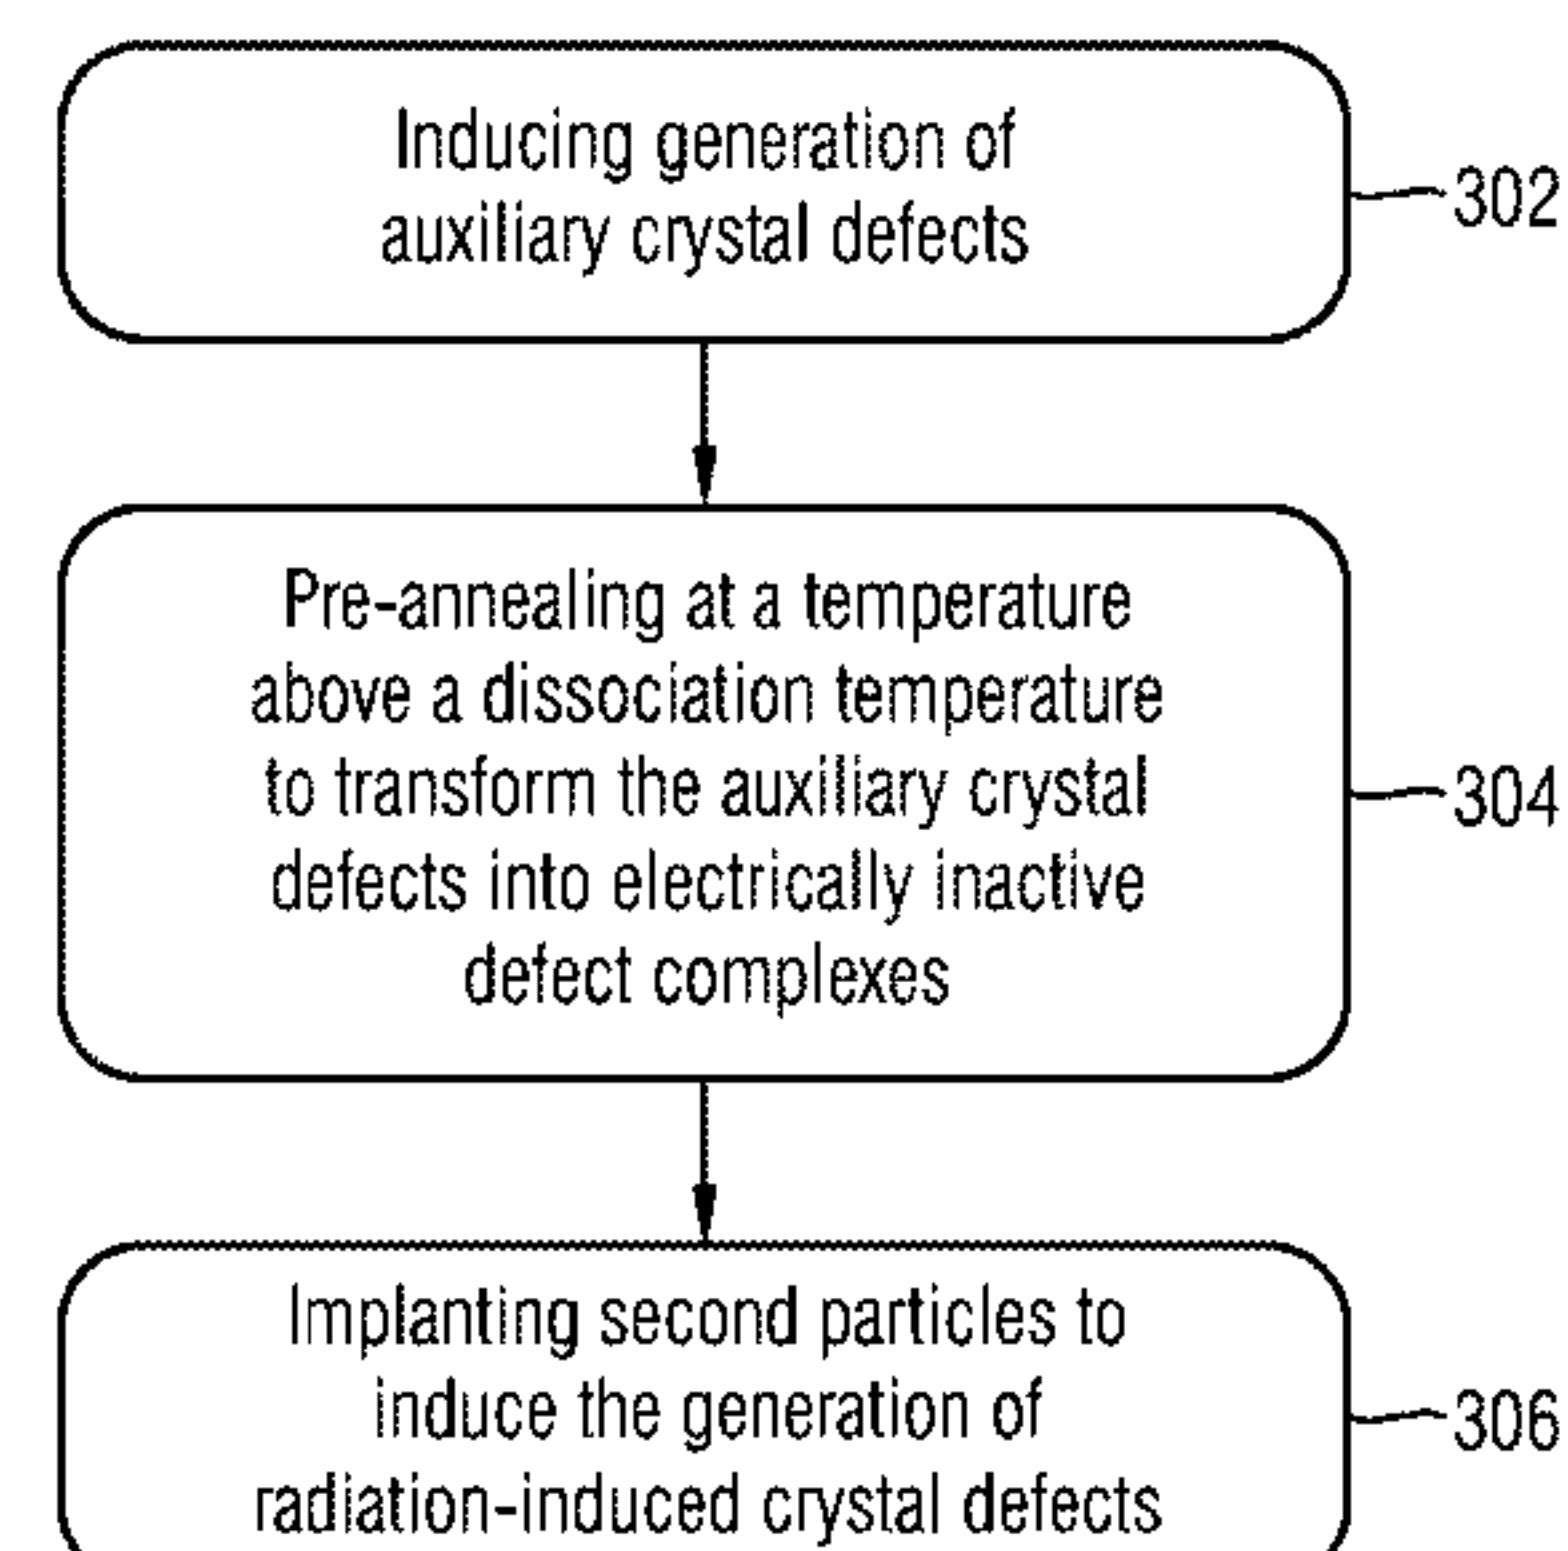 Inducing generation of
auxiliary crystal defects
302
Pre-annealing at a temperature
above a dissociation temperature
to transform the auxiliary crystal
defects into electrically inactive
defect complexes
304
Implanting second particles to
induce the generation of
radiation-induced crystal defects
306